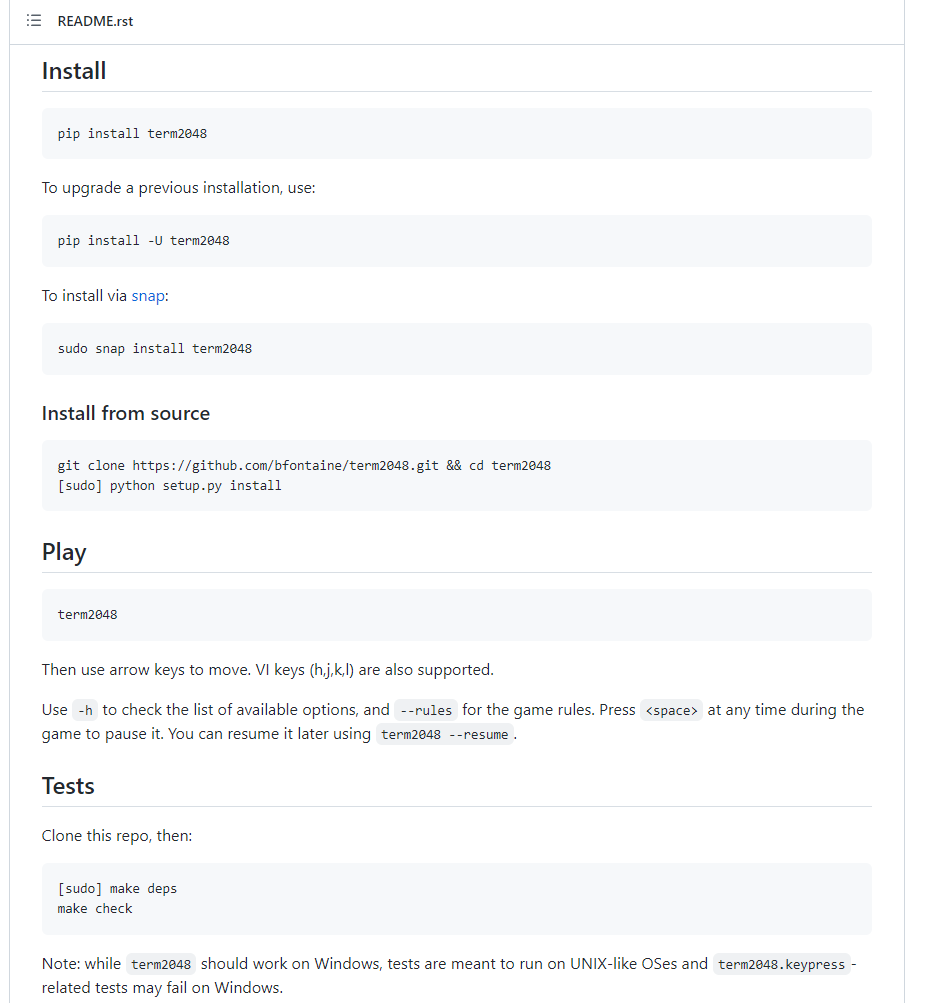 README.rst
Install
pip install term2048
To upgrade a previous installation, use:
pip install -U term2048
To install via snap:
sudo snap install term2048
Install from source
git clone https://github.com/bfontaine/term2048.git && cd term2048
[sudo] python setup.py install
Play
term2048
Then use arrow keys to move. VI keys (h,j,k,l) are also supported.
Use -h to check the list of available options, and --rules for the game rules. Press <space> at any time during the
game to pause it. You can resume it later using term2048 --resume.
Tests
Clone this repo, then:
[sudo] make deps
make check
Note: while term2048 should work on Windows, tests are meant to run on UNIX-like OSes and term2048.keypress-
related tests may fail on Windows.